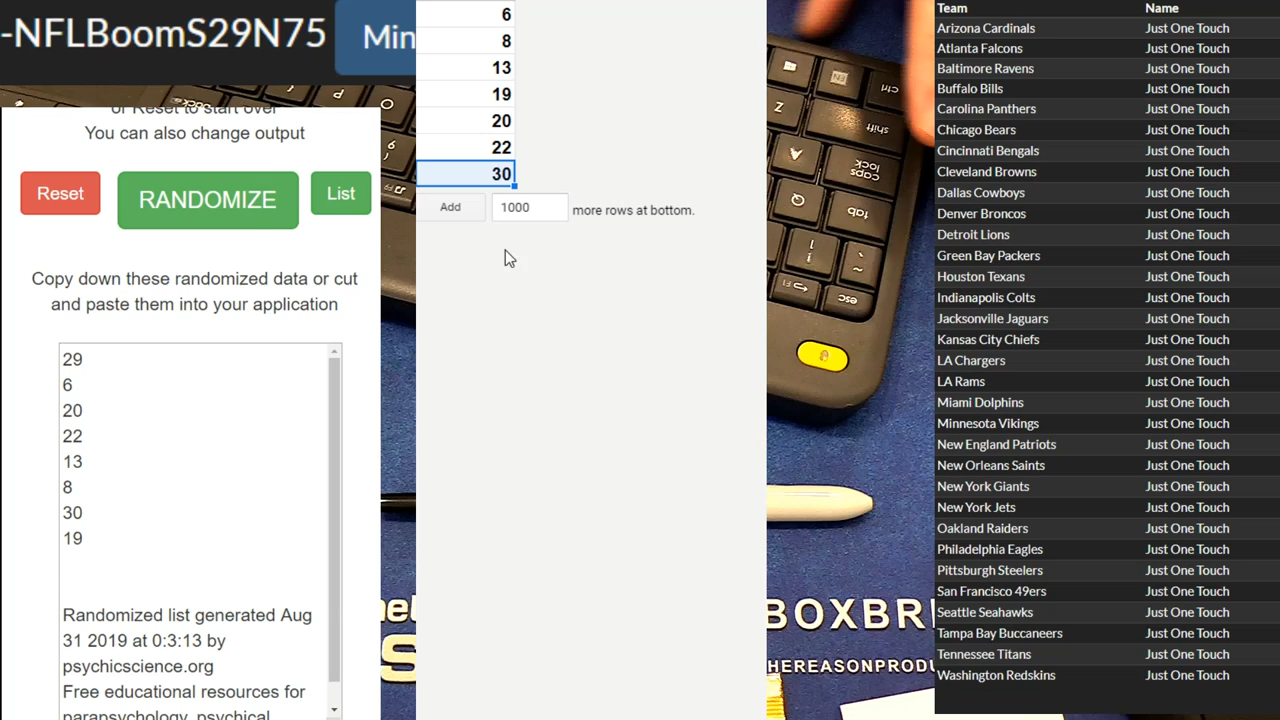 -NFLBoomS29N75
Min
or Reset to start over
You can also change output
Reset
RANDOMIZE
List
Copy down these randomized data or cut
and paste them into your application
29
6
20
22
13
8
30
19
Randomized list generated Aug
31 2019 at 0:3:13 by
psychicscience.org
Free educational resources for
parapsychology, psychical
6
8
13
19
20
22
30
Add
1000
more rows at bottom.
EN
ctrl
Z
shift
A
caps
lock
Q
tab
!
1
~
`
F1
esc
BOXBR
HEREASONPRODU
Team Name
Arizona Cardinals Just One Touch
Atlanta Falcons Just One Touch
Baltimore Ravens Just One Touch
Buffalo Bills Just One Touch
Carolina Panthers Just One Touch
Chicago Bears Just One Touch
Cincinnati Bengals Just One Touch
Cleveland Browns Just One Touch
Dallas Cowboys Just One Touch
Denver Broncos Just One Touch
Detroit Lions Just One Touch
Green Bay Packers Just One Touch
Houston Texans Just One Touch
Indianapolis Colts Just One Touch
Jacksonville Jaguars Just One Touch
Kansas City Chiefs Just One Touch
LA Chargers Just One Touch
LA Rams Just One Touch
Miami Dolphins Just One Touch
Minnesota Vikings Just One Touch
New England Patriots Just One Touch
New Orleans Saints Just One Touch
New York Giants Just One Touch
New York Jets Just One Touch
Oakland Raiders Just One Touch
Philadelphia Eagles Just One Touch
Pittsburgh Steelers Just One Touch
San Francisco 49ers Just One Touch
Seattle Seahawks Just One Touch
Tampa Bay Buccaneers Just One Touch
Tennessee Titans Just One Touch
Washington Redskins Just One Touch